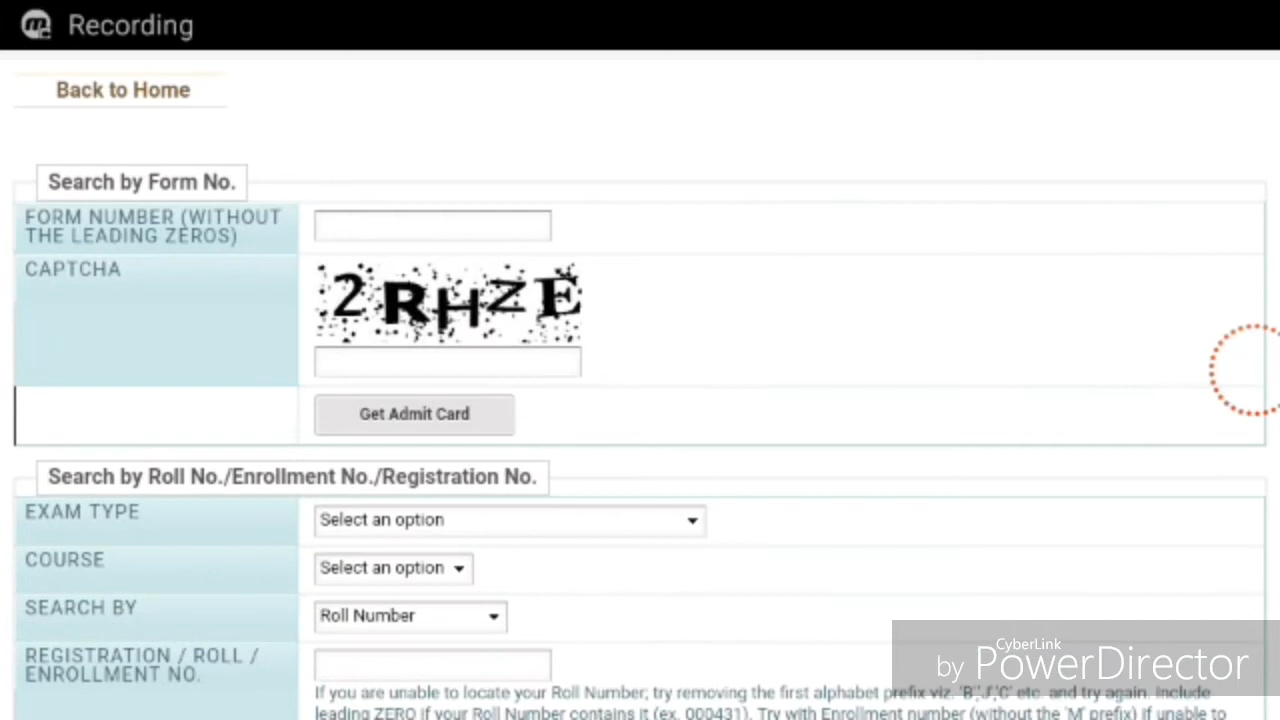 Recording
Back to Home
Search by Form No.
FORM NUMBER (WITHOUT
THE LEADING ZEROS)
CAPTCHA
2RHZE
Get Admit Card
Search by Roll No./Enrollment No./Registration No.
EXAM TYPE
Select an option
COURSE
Select an option
SEARCH BY
Roll Number
REGISTRATION / ROLL /
ENROLLMENT NO.
If you are unable to locate your Roll Number, try removing the first alphabet prefix viz. 'B','J','C' etc. and try again. Include
leading ZERO if your Roll Number contains it (ex. 000431). Try with Enrollment number (without the 'M' prefix) if unable to
CyberLink
by PowerDirector